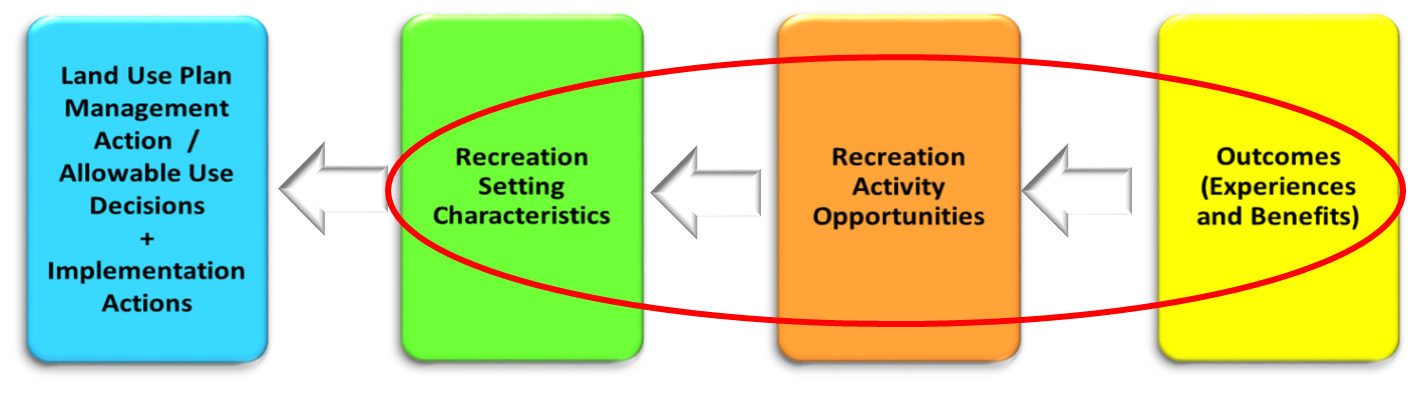 Land Use Plan
Management
Action  /
Allowable Use
Decisions
+
Implementation
Actions
Recreation
Setting
Characteristics
Recreation
Activity
Opportunities
Outcomes
(Experiences
and Benefits)